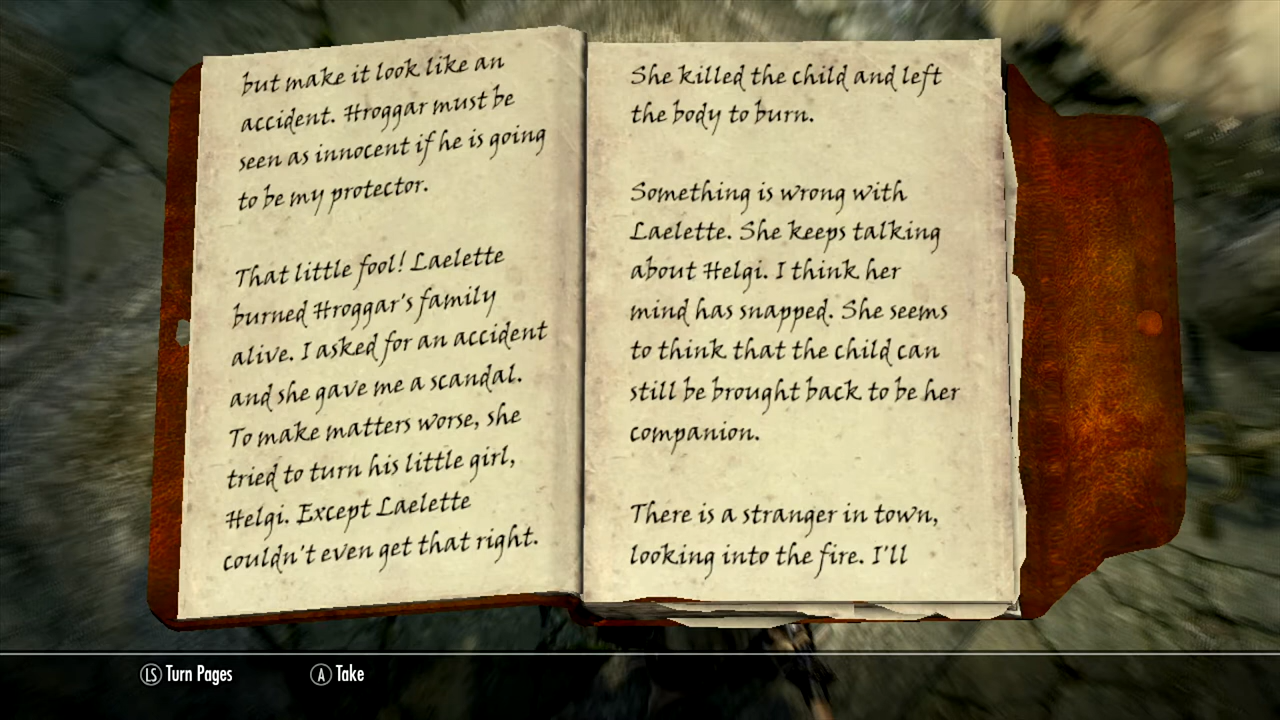 but make it look like an
accident. Hroggar must be
seen as innocent if he is going
to be my protector.
That little fool! Laelette
burned Hroggar's family
alive. I asked for an accident
and she gave me a scandal.
To make matters worse, she
tried to turn his little girl,
Helgi. Except Laelette
couldn't even get that right.
She killed the child and left
the body to burn.
Something is wrong with
Laelette. She keeps talking
about Helgi. I think her
mind has snapped. She seems
to think that the child can
still be brought back to be her
companion.
There is a stranger in town,
looking into the fire. I'll
LS Turn Pages
A Take